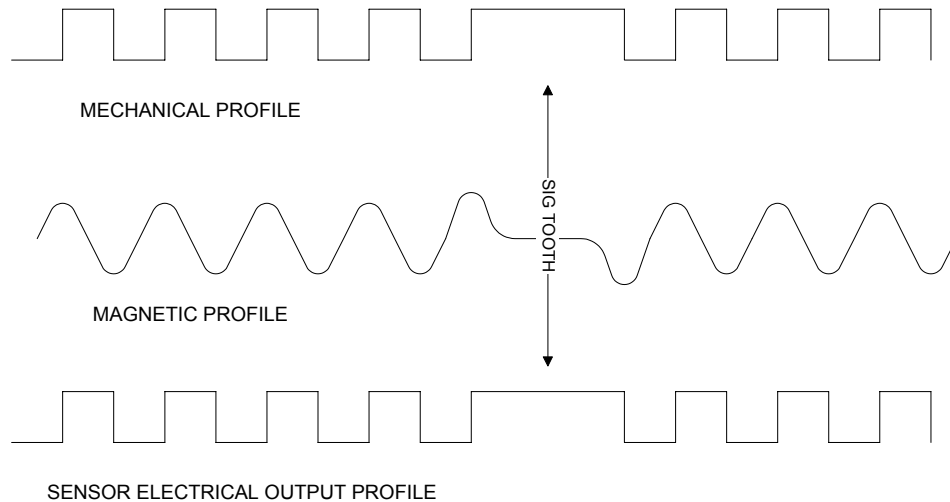 MECHANICAL PROFILE
SIG TOOTH
MAGNETIC PROFILE
SENSOR ELECTRICAL OUTPUT PROFILE